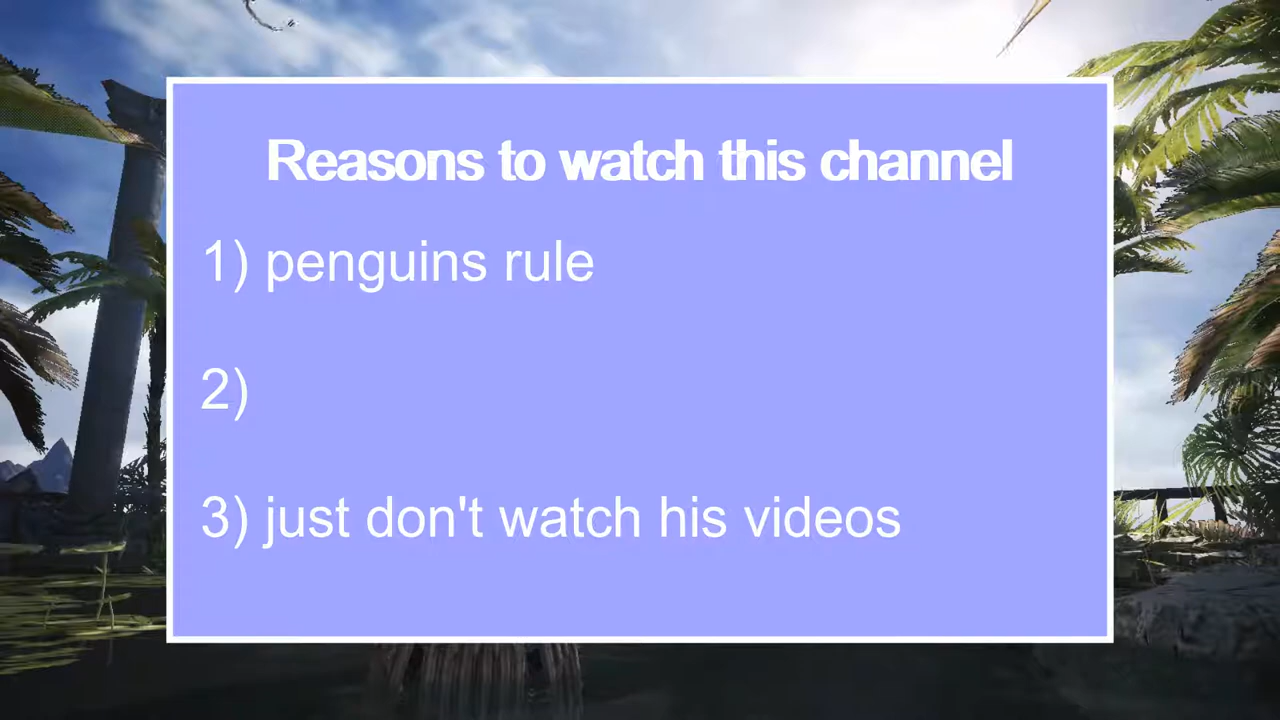 Reasons to watch this channel
1) penguins rule
2)
3) just don't watch his videos